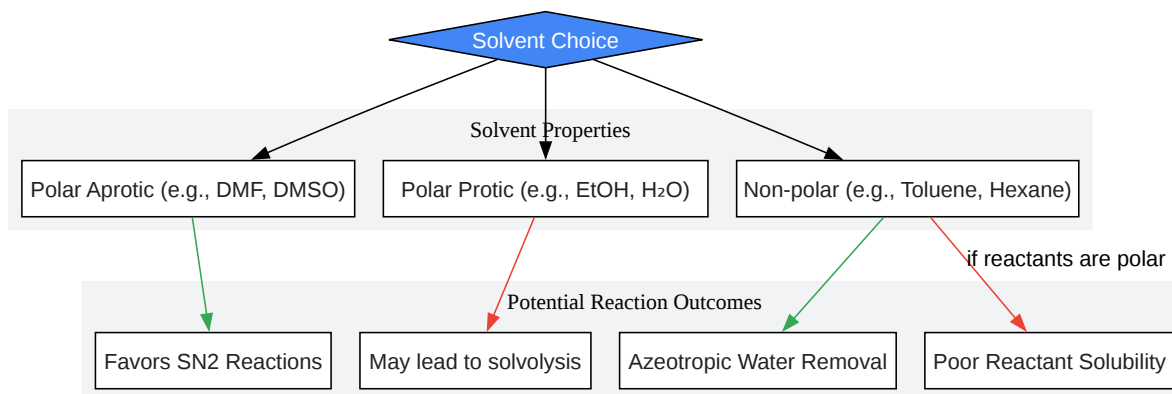 Solvent Choice
Solvent Properties
Polar Aprotic (e.g., DMF, DMSO)
Polar Protic (e.g., EtOH, H₂O)
Non-polar (e.g., Toluene, Hexane)
if reactants are polar
Potential Reaction Outcomes
Favors SN2 Reactions
May lead to solvolysis
Azeotropic Water Removal
Poor Reactant Solubility